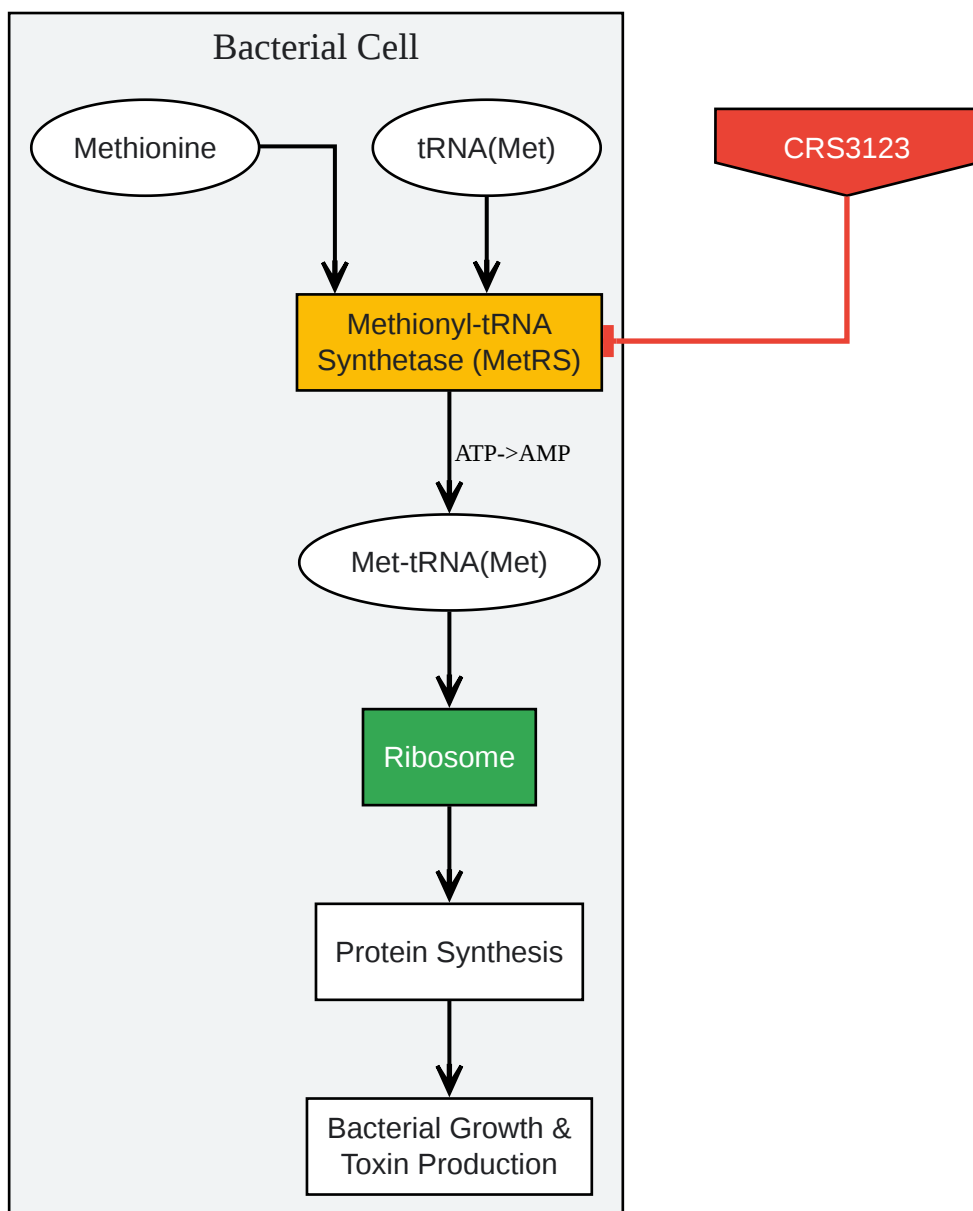 Bacterial Cell
Methionine
tRNA(Met)
CRS3123
Methionyl-tRNA
Synthetase (MetRS)
ATP->AMP
Met-tRNA(Met)
Ribosome
Protein Synthesis
Bacterial Growth &
Toxin Production